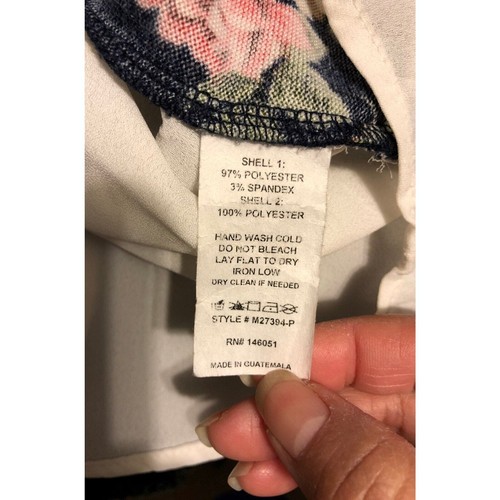 SHELL 1:
97% POLYESTER
3% SPANDEX
SHELL 2:
100% POLYESTER
HAND WASH COLD
DO NOT BLEACH
LAY FLAT TO DRY
IRON LOW
DRY CLEAN IF NEEDED
STYLE # M27394-P
RN# 146051
MADE IN GUATEMALA